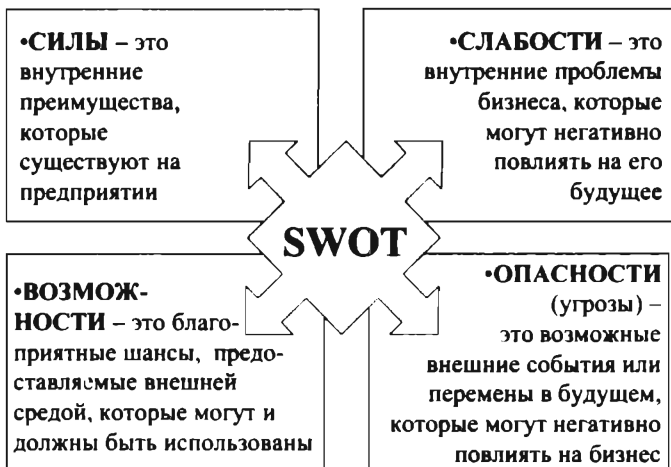 •СИЛЫ – это
внутренние
преимущества,
которые
существуют на
предприятии
•СЛАБОСТИ – это
внутренние проблемы
бизнеса, которые
могут негативно
повлиять на его
будущее
SWOT
•ВОЗМОЖ-
НОСТИ – это благо-
приятные шансы, предо-
ставляемые внешней
средой, которые могут и
должны быть использованы
•ОПАСНОСТИ
(угрозы) –
это возможные
внешние события или
перемены в будущем,
которые могут негативно
повлиять на бизнес